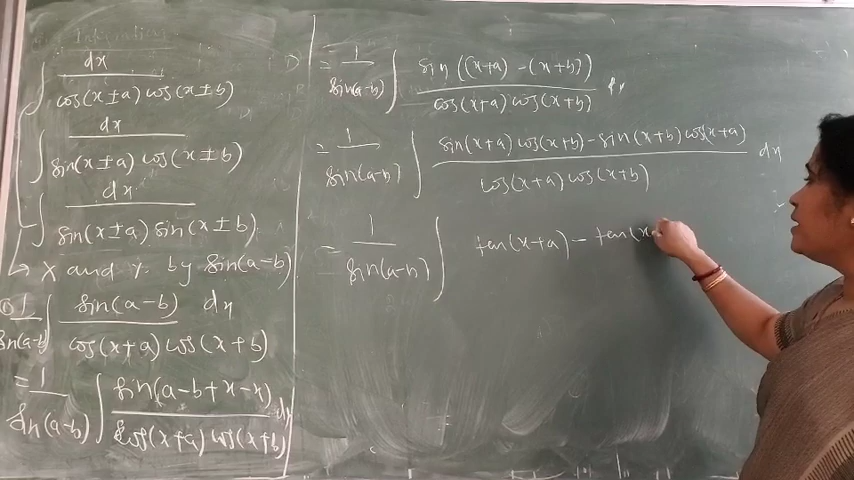 ∫ dx / cos(x±a) cos(x±b)
∫ dx / sin(x±a) cos(x±b)
∫ dx / sin(x±a) sin(x±b)
→ X and ÷ by sin(a-b)
① 1 / sin(a-b) ∫ sin(a-b) dx / cos(x+a) cos(x+b)
= 1 / sin(a-b) ∫ sin(a-b+x-x) dx / cos(x+a) cos(x+b)
= 1 / sin(a-b) ∫ sin((x+a)-(x+b)) / cos(x+a) cos(x+b) dx
= 1 / sin(a-b) ∫ sin(x+a) cos(x+b) - sin(x+b) cos(x+a) / cos(x+a) cos(x+b) dx
= 1 / sin(a-b) ∫ tan(x+a) - tan(x